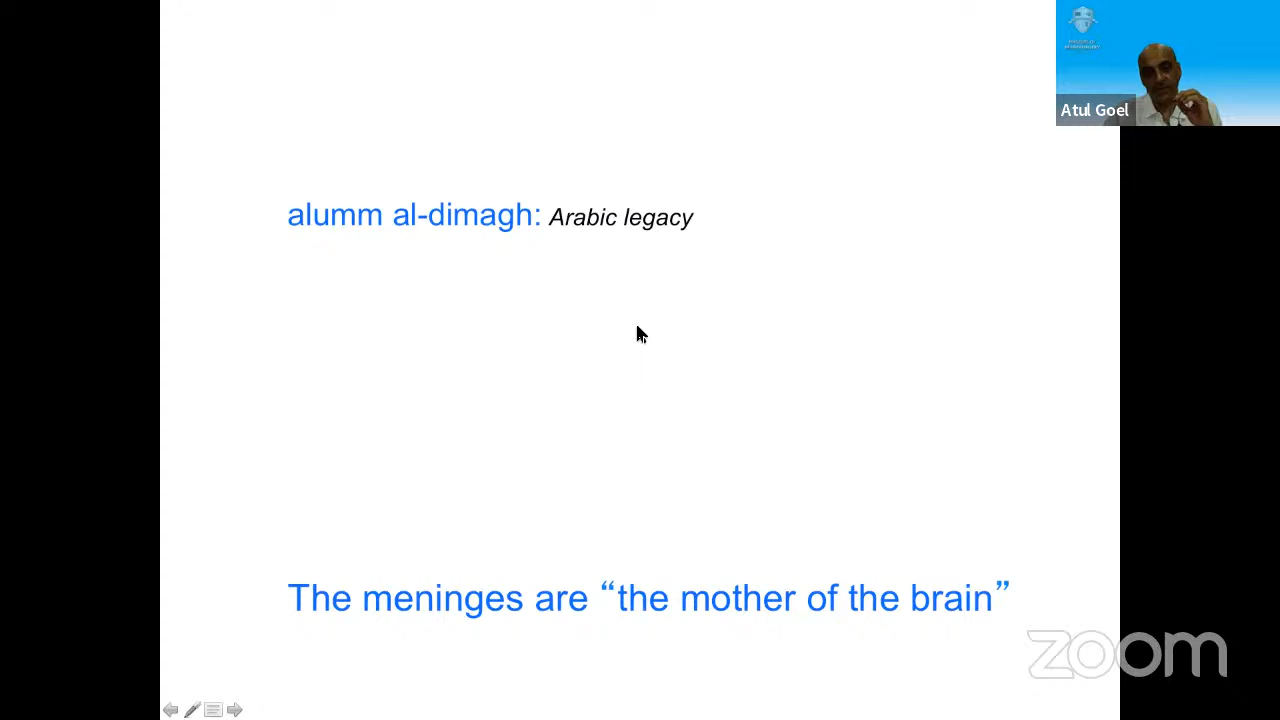 Atul Goel
alumm al-dimagh: Arabic legacy
The meninges are “the mother of the brain”
zoom